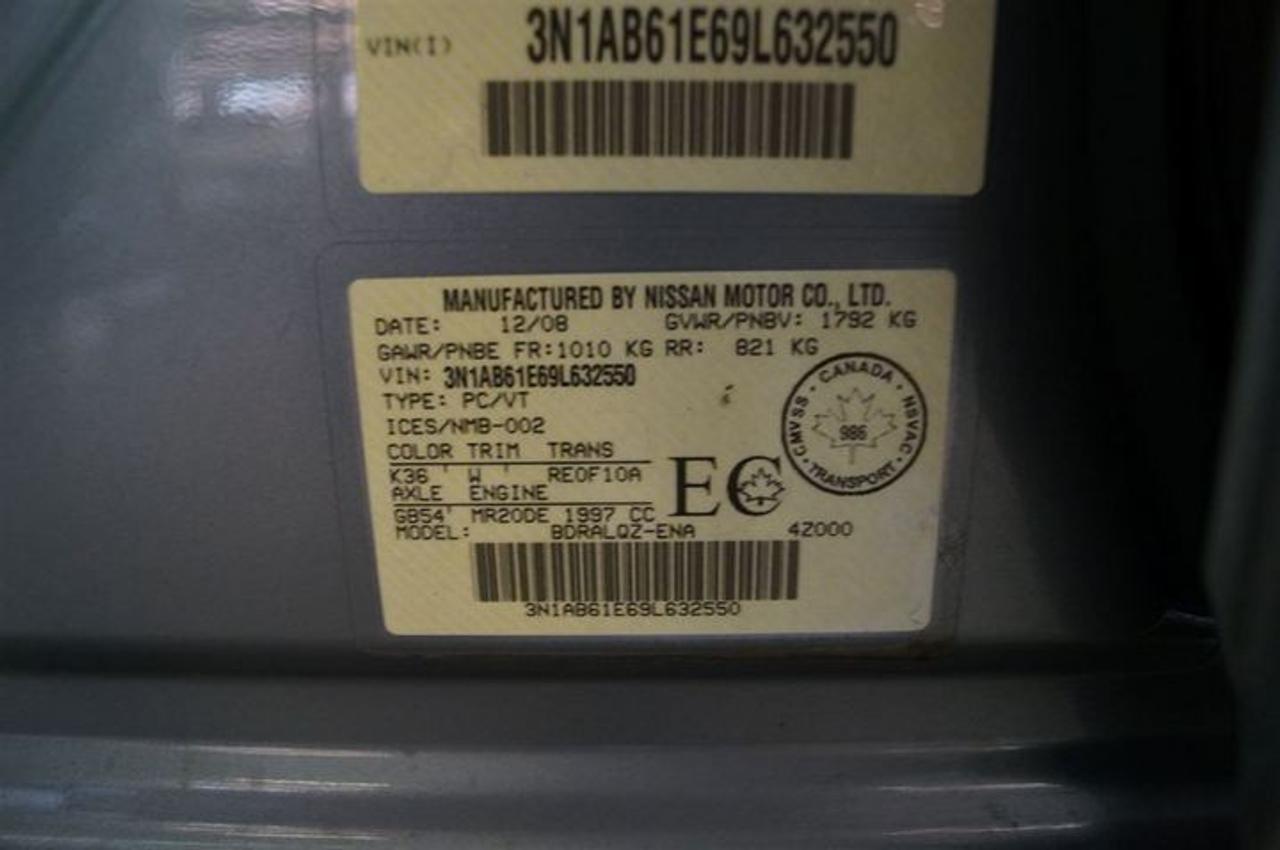 VIN(I) 3N1AB61E69L632550
MANUFACTURED BY NISSAN MOTOR CO., LTD.
DATE: 12/08 GVWR/PNBV: 1792 KG
GAWR/PNBE FR:1010 KG RR: 821 KG
VIN: 3N1AB61E69L632550
TYPE: PC/VT
ICES/NMB-002
COLOR TRIM TRANS
K36 ' W ' RE0F10A
AXLE ENGINE
GB54' MR20DE 1997 CC
MODEL: BDRALQZ-ENA 4Z000
3N1AB61E69L632550
EC
· CANADA · NSVAC · TRANSPORT · CMVSS
986